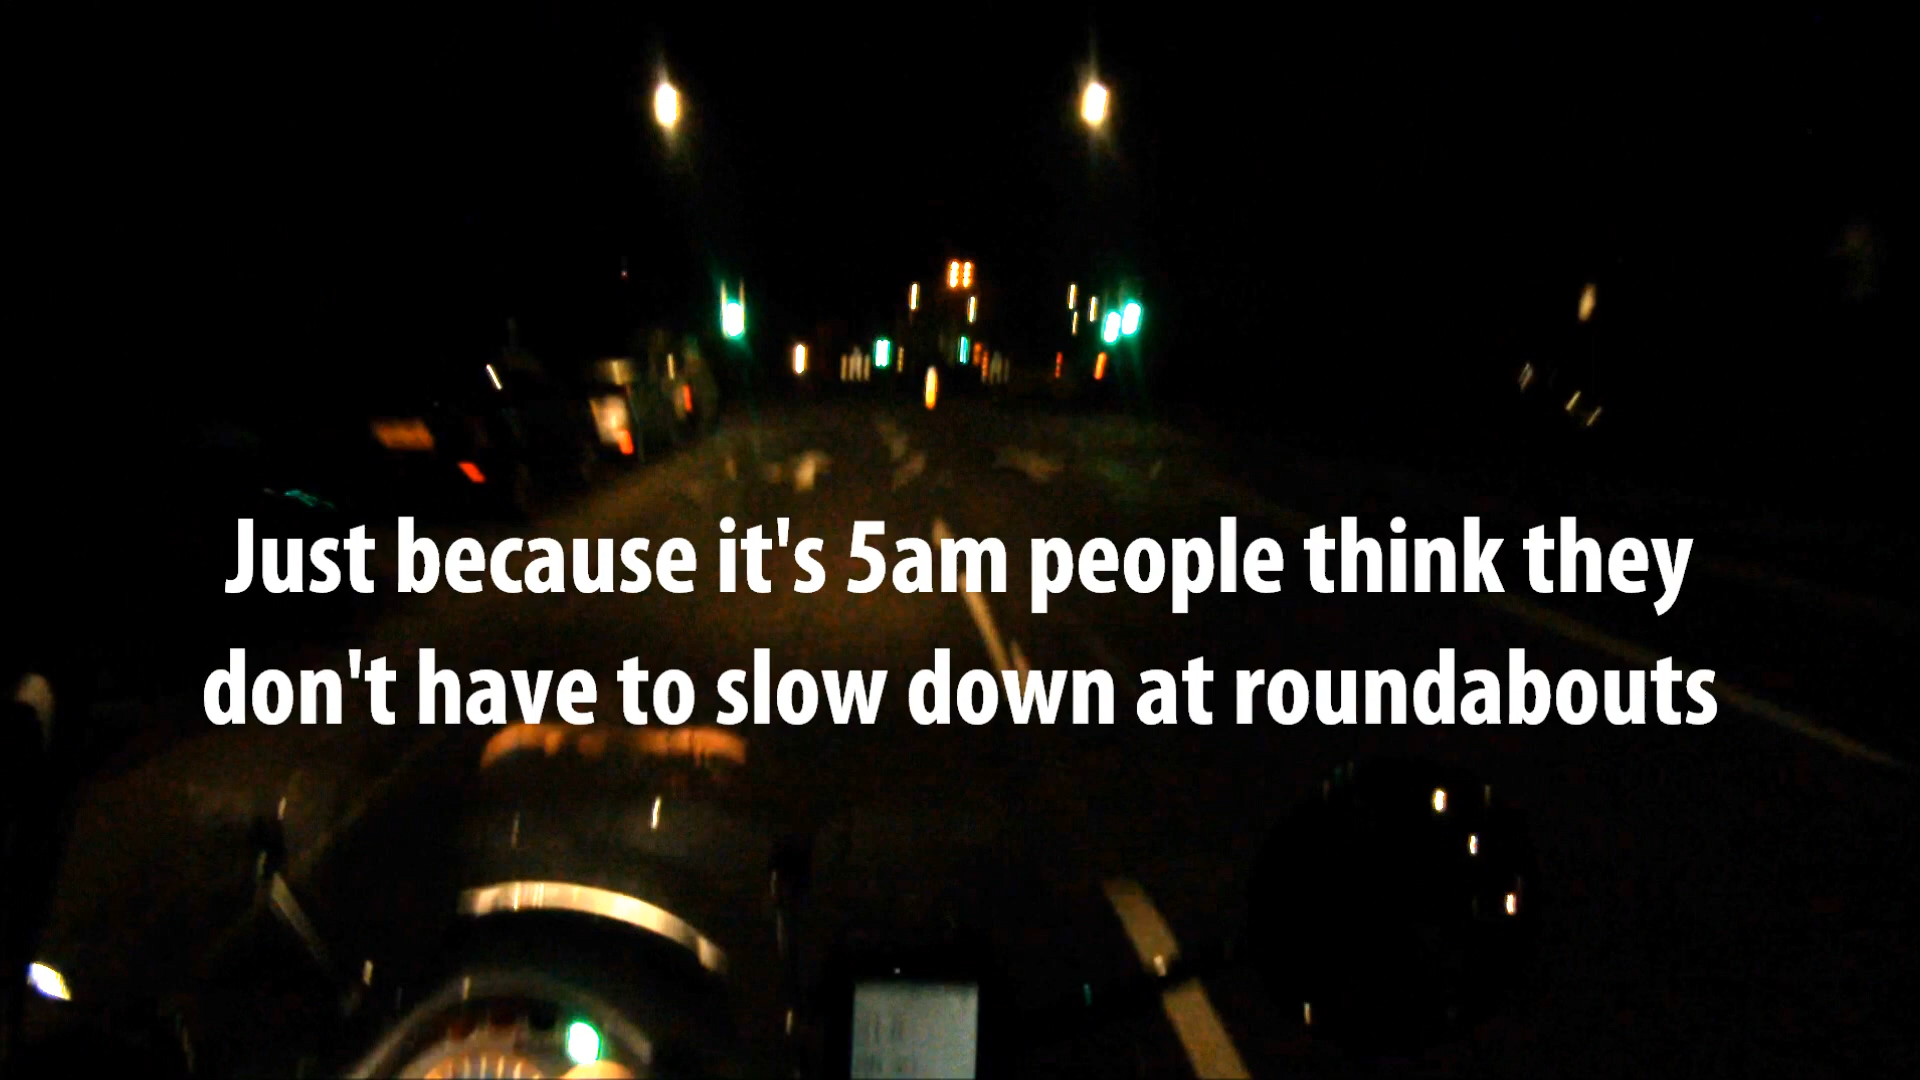 Just because it's 5am people think they
don't have to slow down at roundabouts